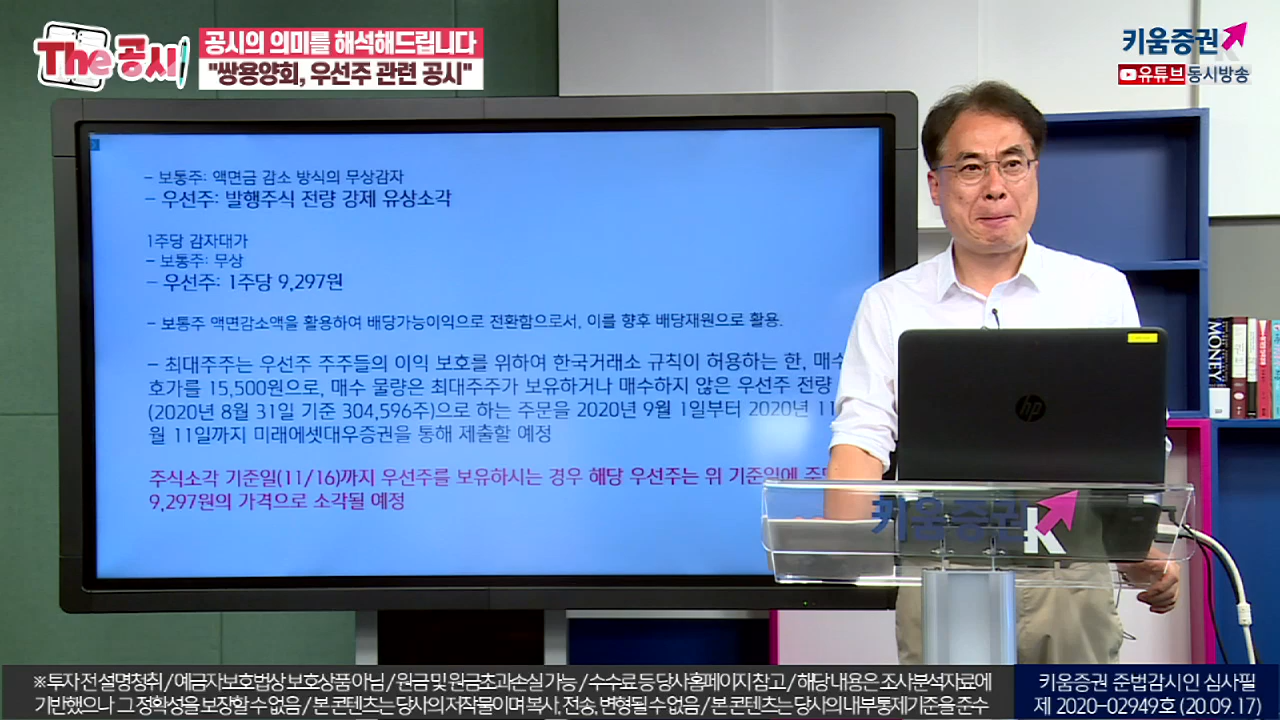 The 공시
공시의 의미를 해석해드립니다
"쌍용양회, 우선주 관련 공시"
키움증권
유튜브동시방송
- 보통주: 액면금 감소 방식의 무상감자
- 우선주: 발행주식 전량 강제 유상소각
1주당 감자대가
- 보통주: 무상
- 우선주: 1주당 9,297원
- 보통주 액면감소액을 활용하여 배당가능이익으로 전환함으로서, 이를 향후 배당재원으로 활용.
- 최대주주는 우선주 주주들의 이익 보호를 위하여 한국거래소 규칙이 허용하는 한, 매수
호가를 15,500원으로, 매수 물량은 최대주주가 보유하거나 매수하지 않은 우선주 전량
(2020년 8월 31일 기준 304,596주)으로 하는 주문을 2020년 9월 1일부터 2020년 11
월 11일까지 미래에셋대우증권을 통해 제출할 예정
주식소각 기준일(11/16)까지 우선주를 보유하시는 경우 해당 우선주는 위 기준일에
9,297원의 가격으로 소각될 예정
MONEY
hp
키움증권
※ 투자 전 설명청취 / 예금자보호법상 보호상품 아님 / 원금 및 원금초과손실 가능 / 수수료 등 당사홈페이지 참고 / 해당 내용은 조사분석자료에
기반했으나 그 정확성을 보장할 수 없음 / 본 콘텐츠는 당사의 저작물이며 복사, 전송, 변형될 수 없음 / 본 콘텐츠는 당사의 내부통제기준을 준수
키움증권 준법감시인 심사필
제 2020-02949호 (20.09.17)